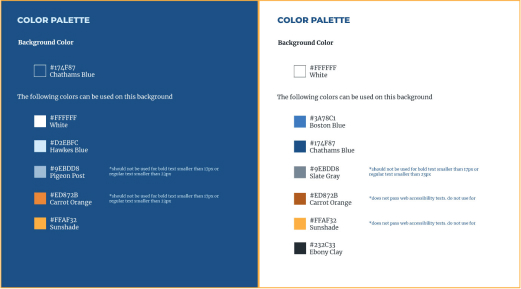 COLOR PALETTE
Background Color
#174F87
Chathams Blue
The following colors can be used on this background
#FFFFFF
White
#D2EBFC
Hawkes Blue
#9EBDD8
Pigeon Post
*should not be used for bold text smaller than 17px or
regular text smaller than 23px
#ED872B
Carrot Orange
*should not be used for bold text smaller than 17px or
regular text smaller than 23px
#FFAF32
Sunshade
COLOR PALETTE
Background Color
#FFFFFF
White
The following colors can be used on this background
#3A78C1
Boston Blue
#174F87
Chathams Blue
#9EBDD8
Slate Gray
*should not be used for bold text smaller than 17px or
regular text smaller than 23px
#ED872B
Carrot Orange
*does not pass web accessibility tests, do not use for
#FFAF32
Sunshade
*does not pass web accessibility tests, do not use for
#232C33
Ebony Clay